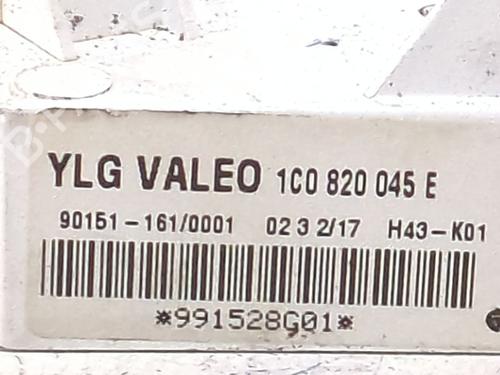 YLG VALEO 1C0 820 045 E
90151-161/0001 02 3 2/17 H43-K01
*991528G01*